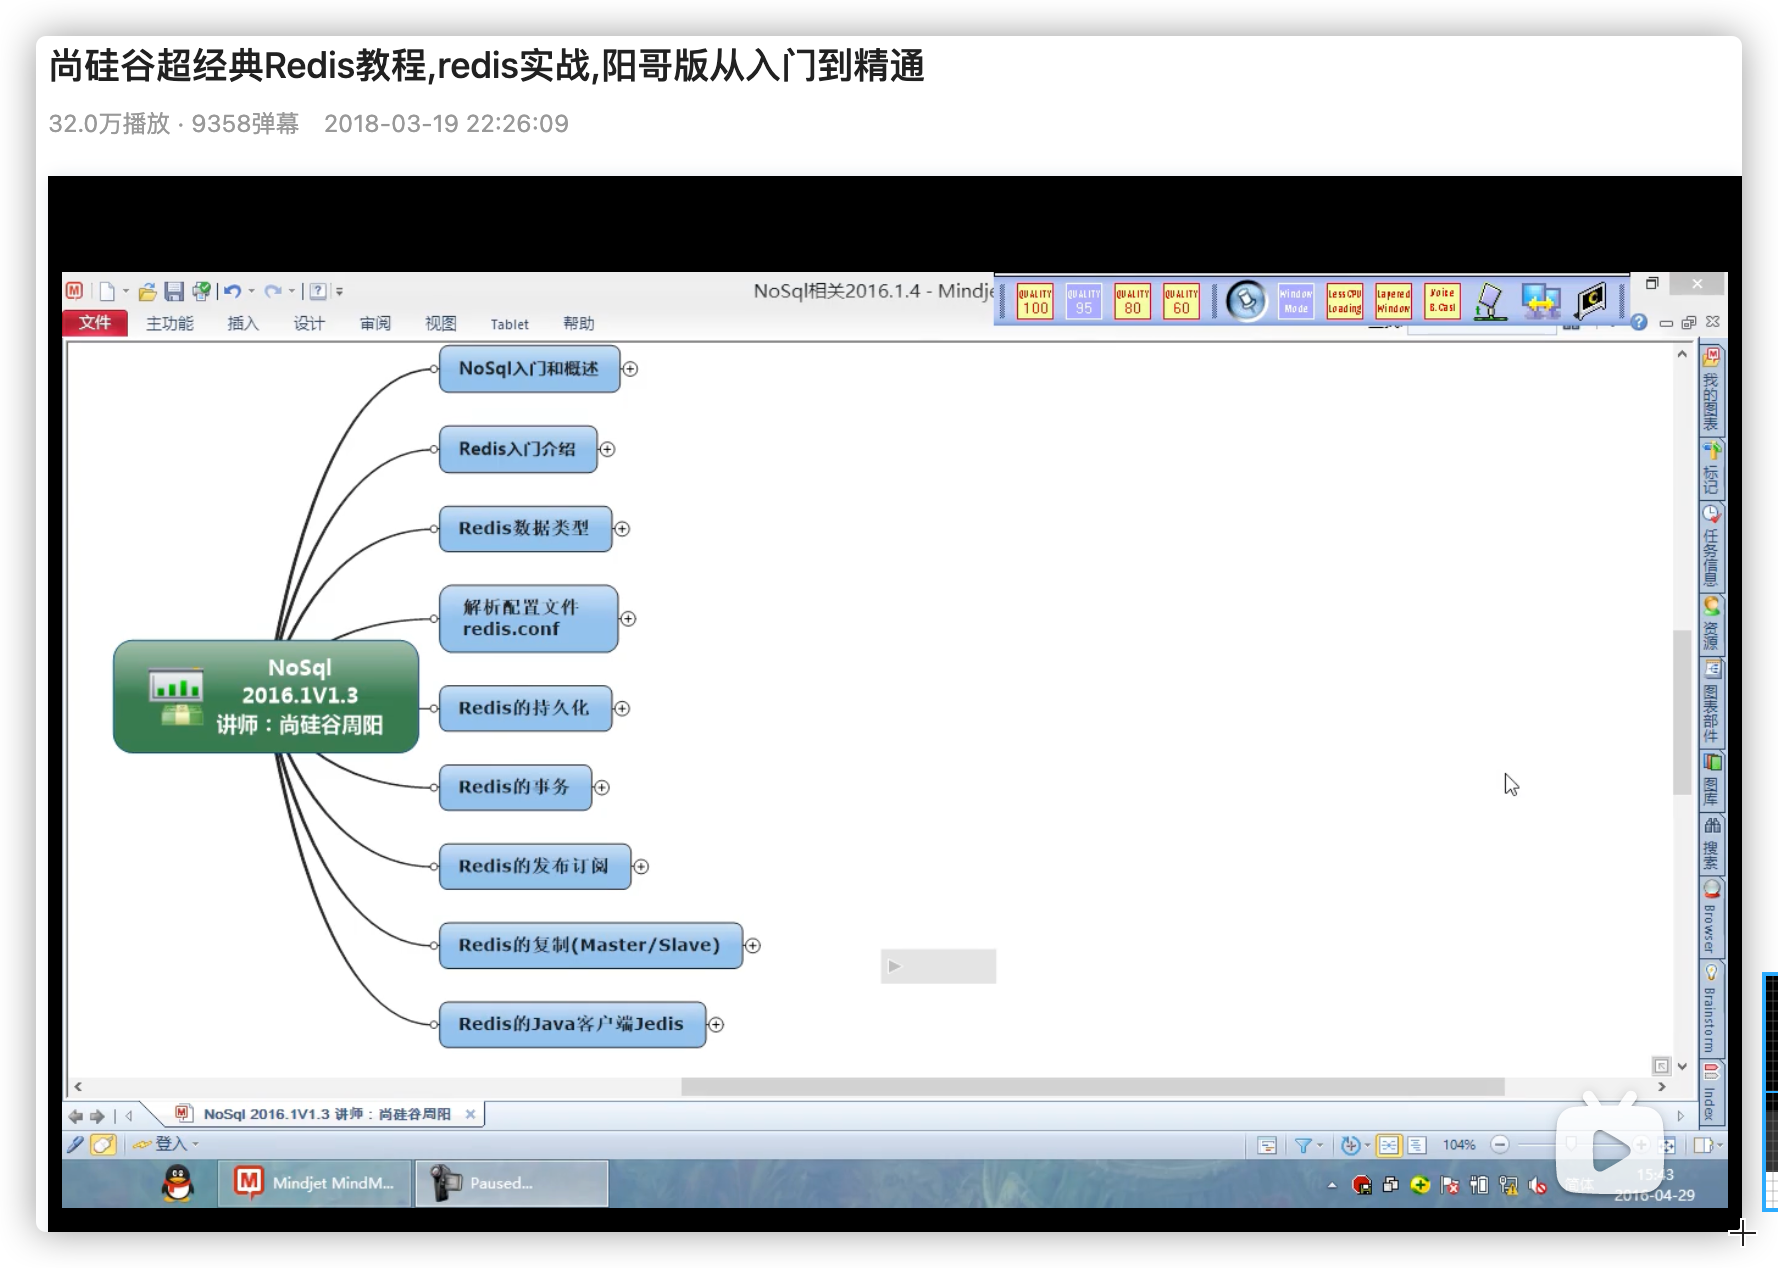 尚硅谷超经典Redis教程,redis实战,阳哥版从入门到精通
32.0万播放 · 9358弹幕 2018-03-19 22:26:09
NoSql相关2016.1.4 - Mindje
QUALITY 100
QUALITY 95
QUALITY 80
QUALITY 60
Window Mode
Less CPU Loading
Layered Window
Voice B.Cast
文件 主功能 插入 设计 审阅 视图 Tablet 帮助
NoSql入门和概述
Redis入门介绍
Redis数据类型
解析配置文件
redis.conf
NoSql
2016.1V1.3
讲师：尚硅谷周阳
Redis的持久化
Redis的事务
Redis的发布订阅
Redis的复制(Master/Slave)
Redis的Java客户端Jedis
我的图表
标记
任务信息
资源
图表部件
图库
搜索
Browser
Brainstorm
Index
NoSql 2016.1V1.3 讲师：尚硅谷周阳
登入
104%
Mindjet MindM...
Paused...
简体
15:43
2016-04-29